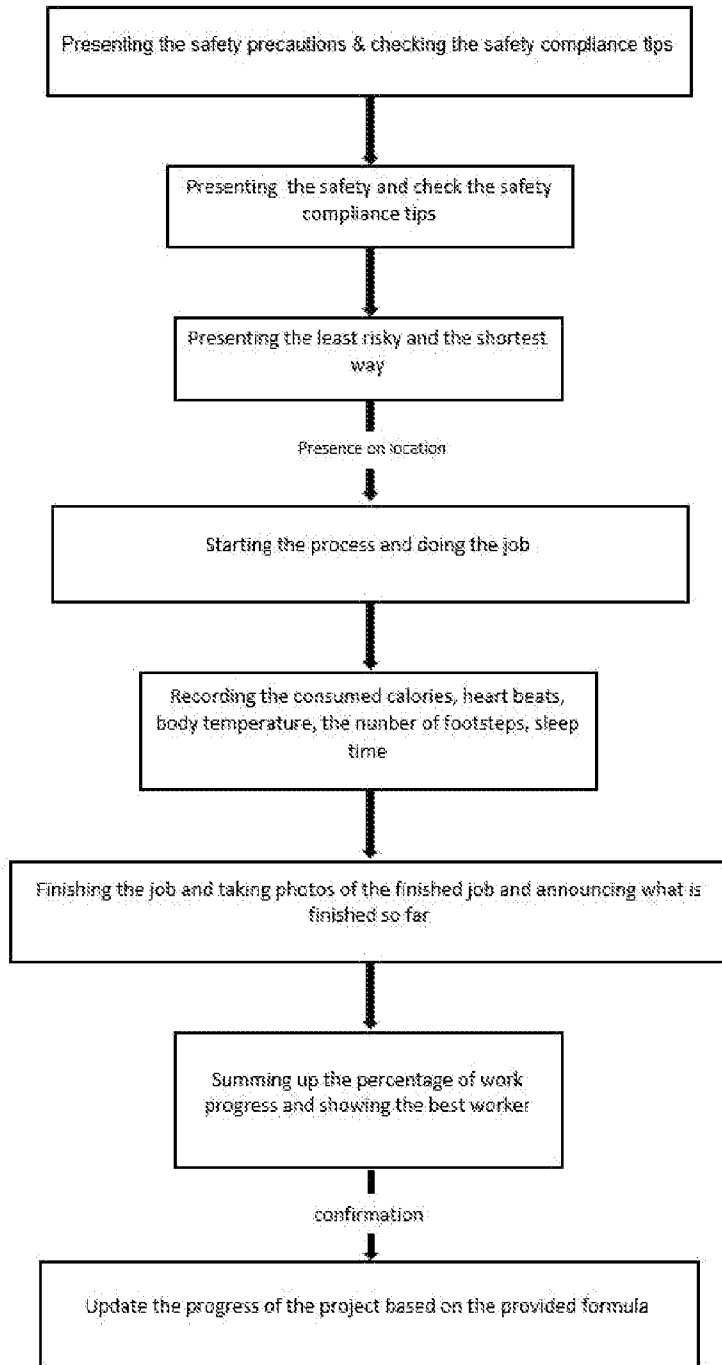 Presenting the safety precautions & checking the safety compliance tips
Presenting the safety and check the safety
compliance tips
Presenting the least risky and the shortest
way
Presence on location
Starting the process and doing the job
Recording the consumed calories, heart beats,
body temperature, the nunber of footsteps, sleep
time
Finishing the job and taking photos of the finished job and announcing what is
finished so far
Summing up the percentage of work
progress and showing the best worker
confirmation
Update the progress of the project based on the provided formula